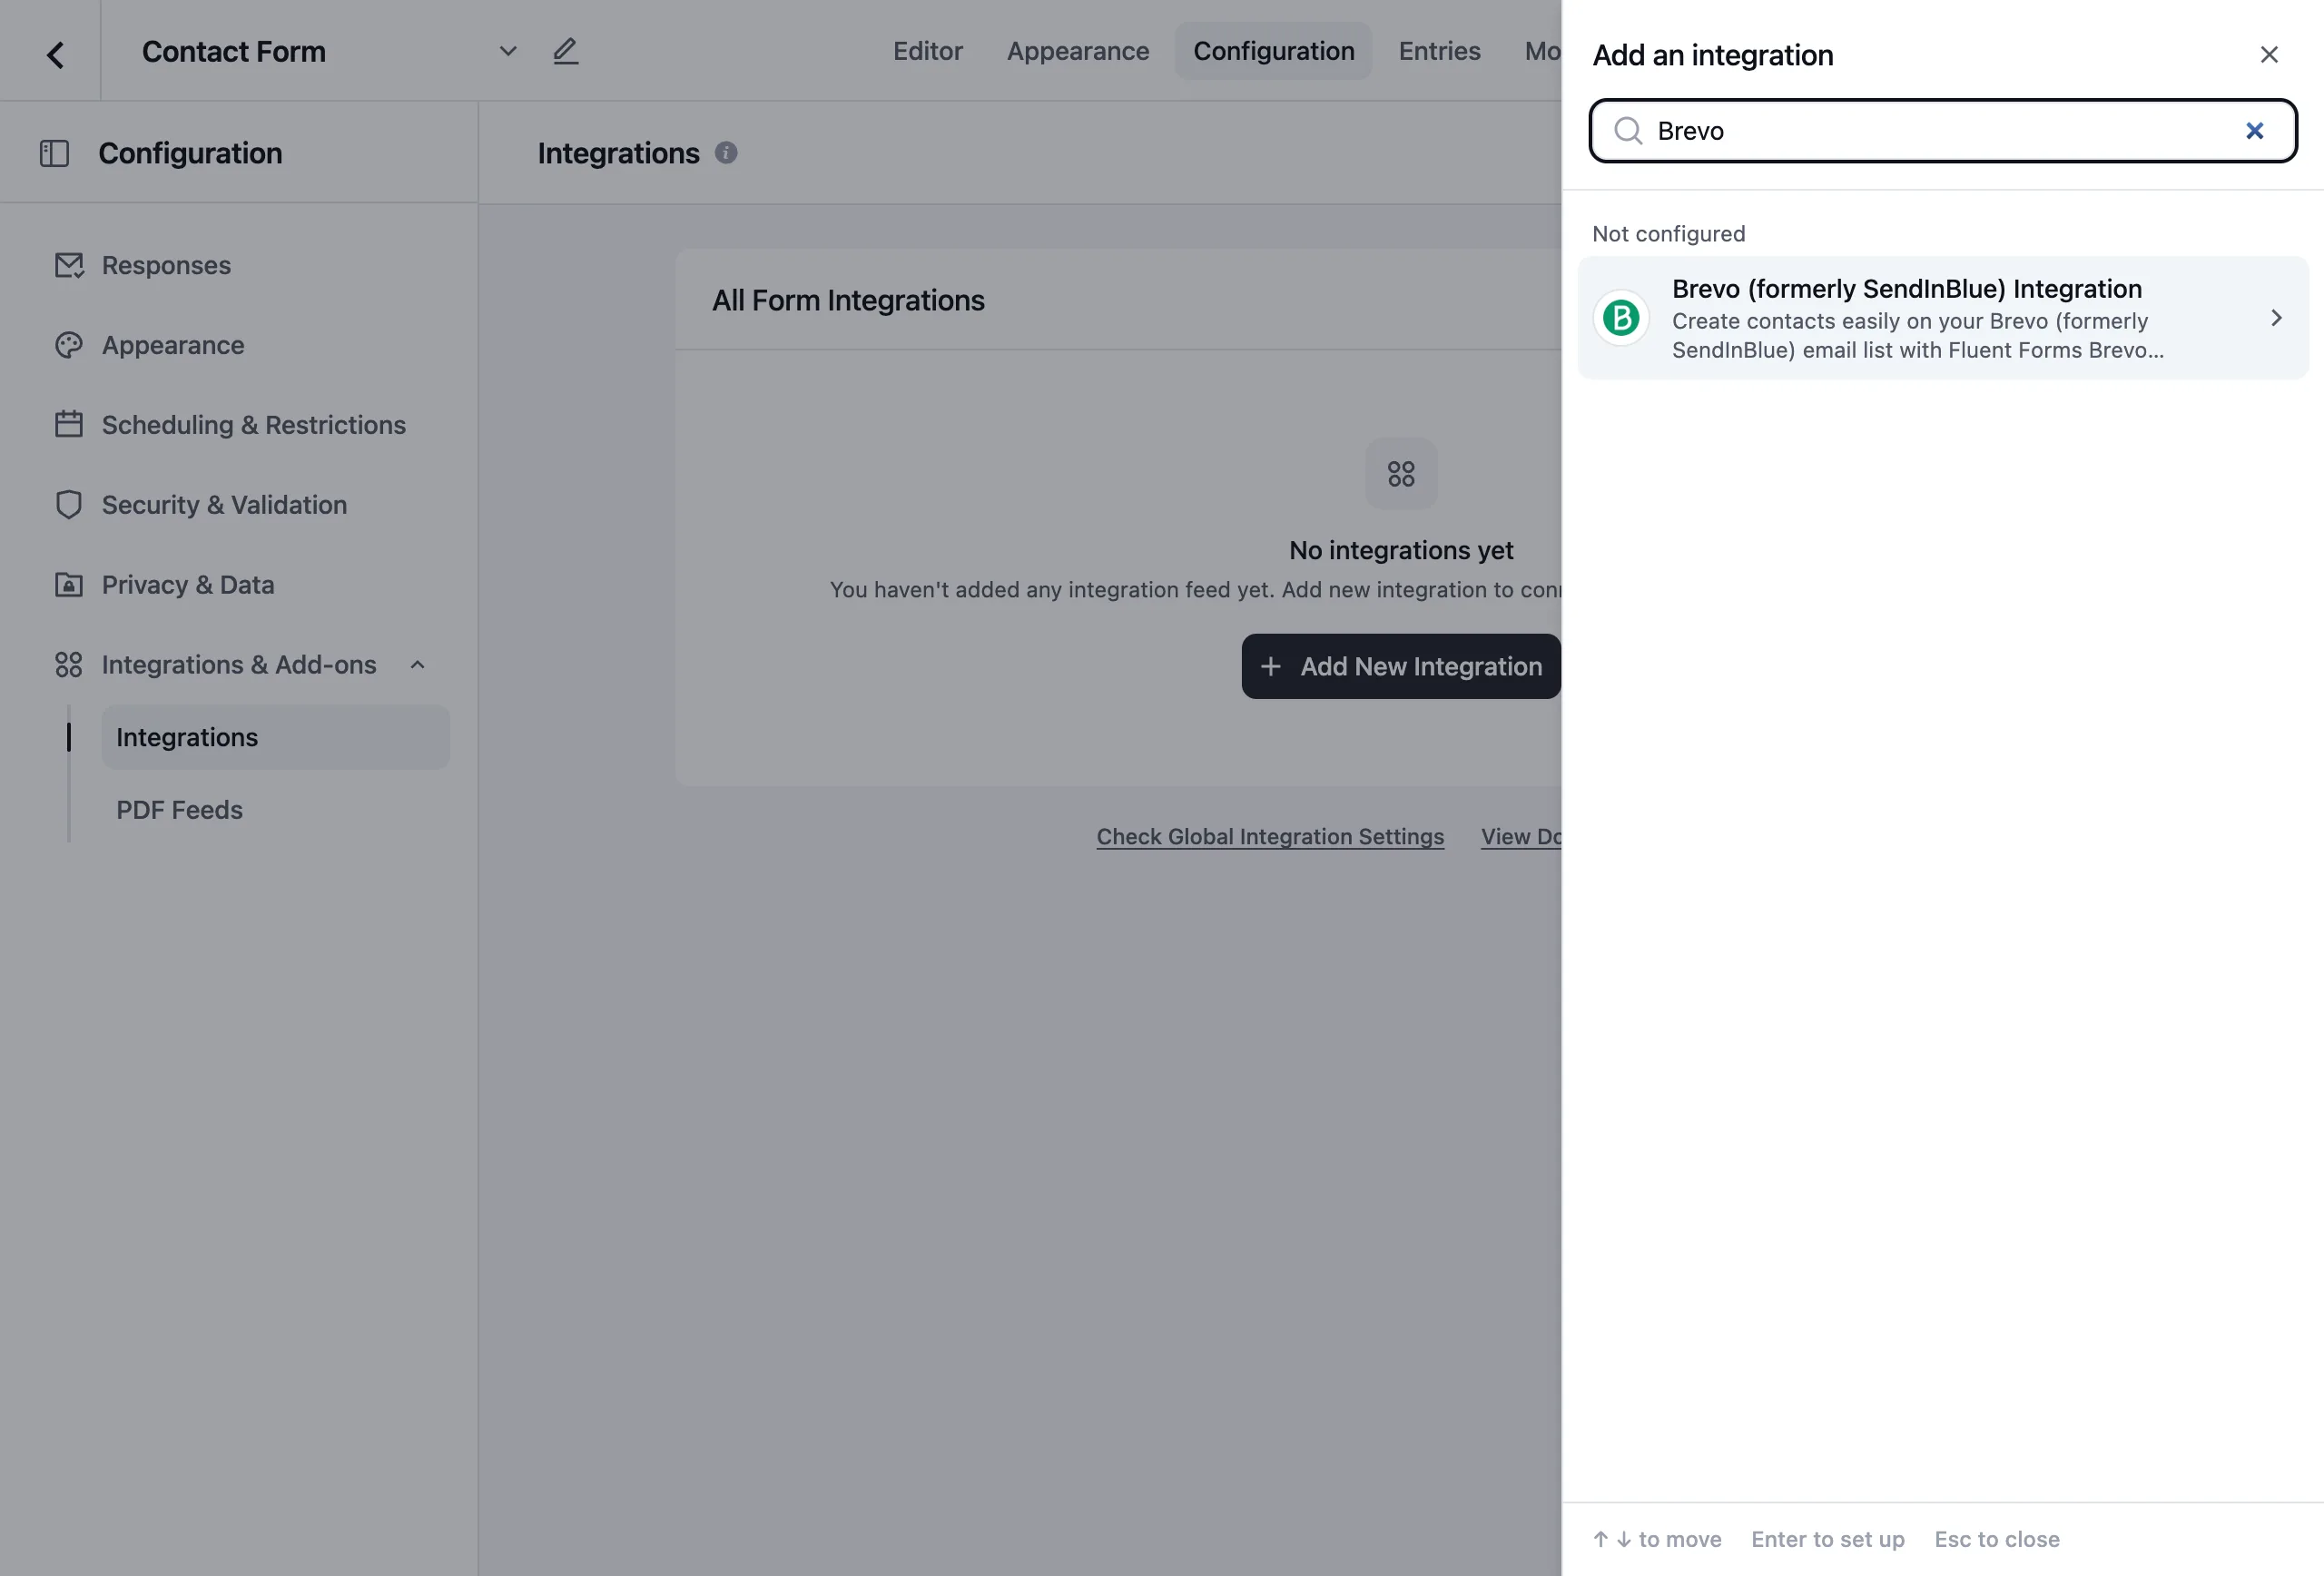 Contact Form
Editor
Appearance
Configuration
Entries
Mo
Configuration
Responses
Appearance
Scheduling & Restrictions
Security & Validation
Privacy & Data
Integrations & Add-ons
Integrations
PDF Feeds
Integrations
All Form Integrations
No integrations yet
You haven't added any integration feed yet. Add new integration to conn
+ Add New Integration
Check Global Integration Settings
View Do
Add an integration
Brevo
Not configured
Brevo (formerly SendInBlue) Integration
Create contacts easily on your Brevo (formerly
SendInBlue) email list with Fluent Forms Brevo...
↑ ↓ to move
Enter to set up
Esc to close